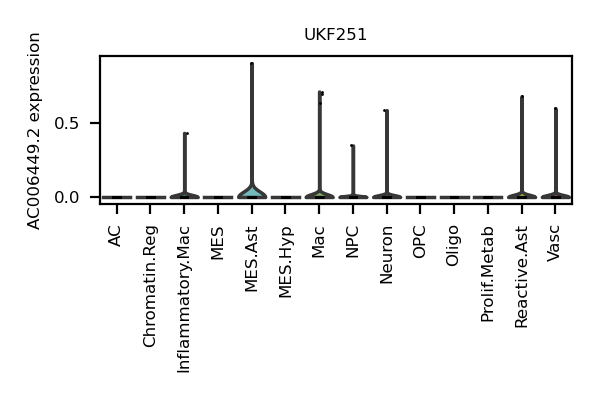 UKF251
AC006449.2 expression
0.5
0.0
AC
Chromatin.Reg
Inflammatory.Mac
MES
MES.Ast
MES.Hyp
Mac
NPC
Neuron
OPC
Oligo
Prolif.Metab
Reactive.Ast
Vasc